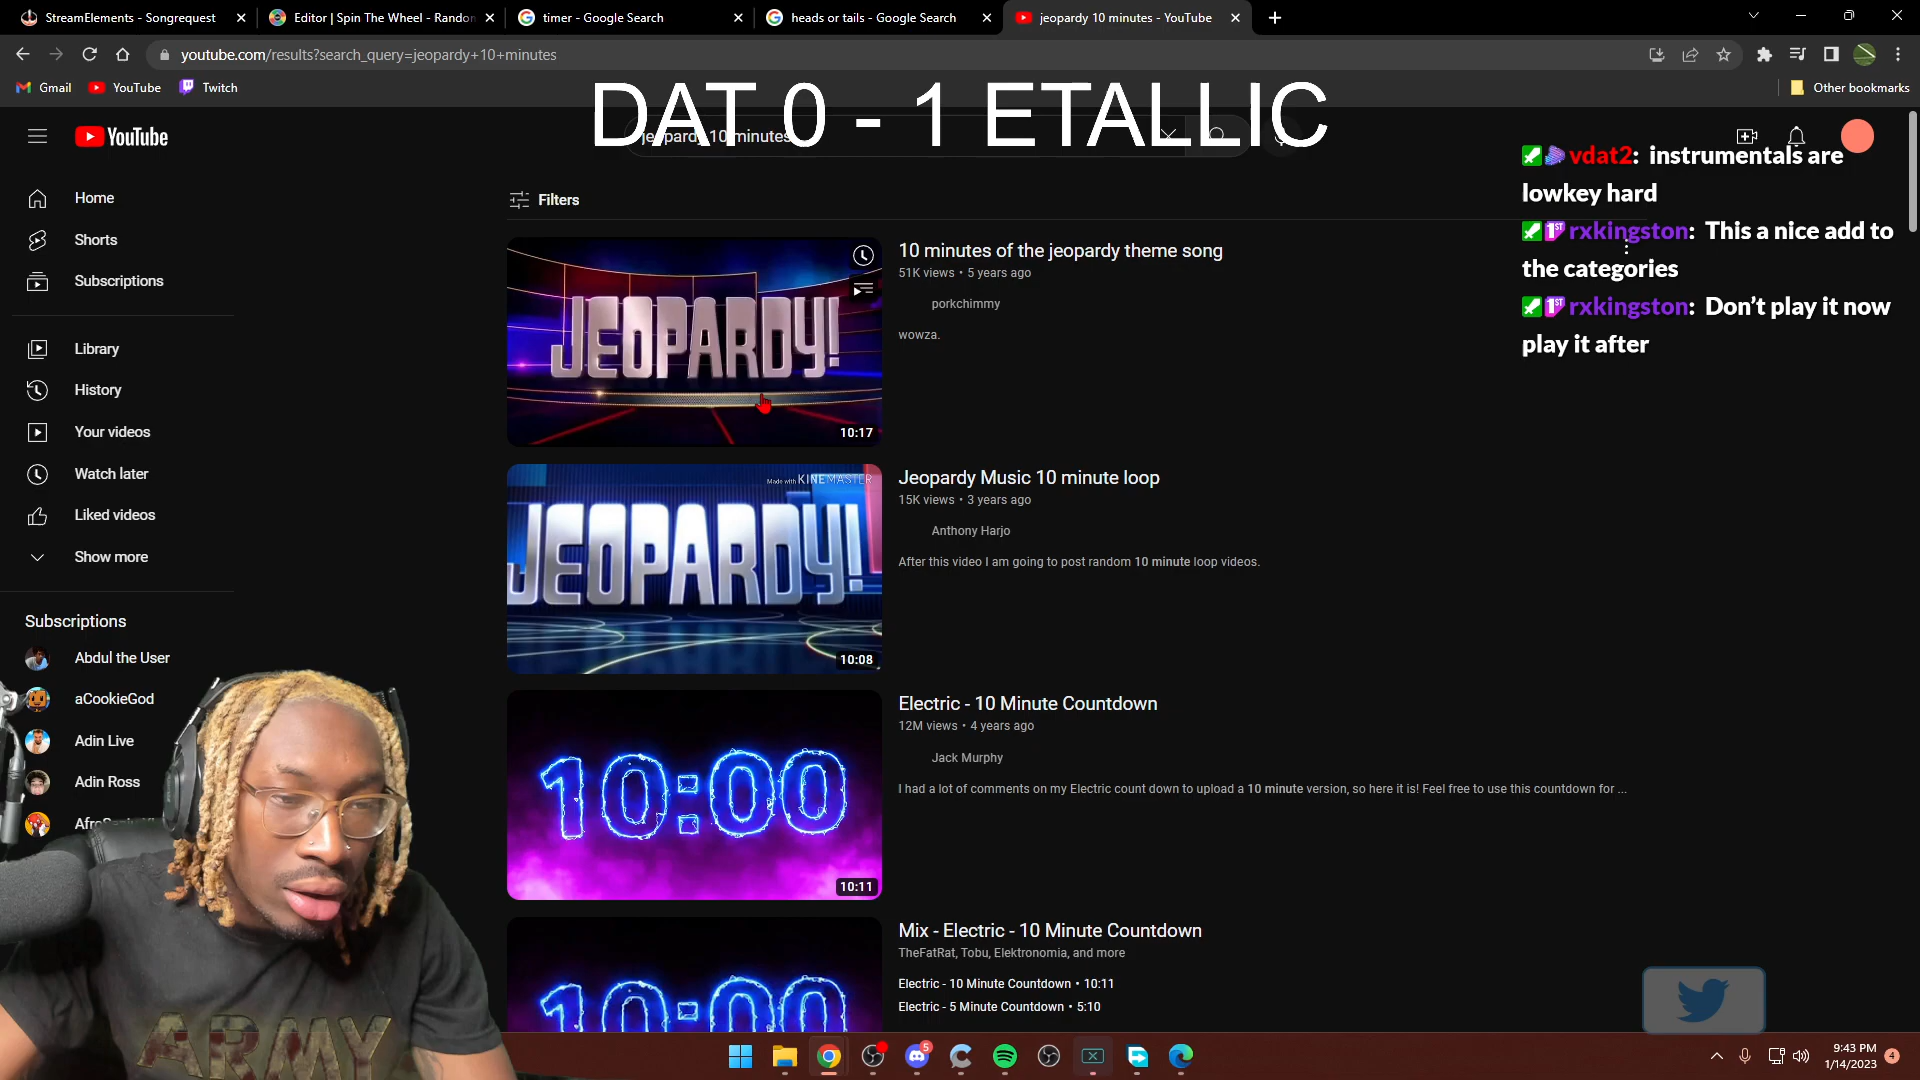 StreamElements - Songrequest
Editor | Spin The Wheel - Random
timer - Google Search
heads or tails - Google Search
jeopardy 10 minutes - YouTube
youtube.com/results?search_query=jeopardy+10+minutes
Gmail
YouTube
Twitch
Other bookmarks
DAT 0 - 1 ETALLIC
YouTube
jeopardy 10 minutes
vdat2: instrumentals are
lowkey hard
rxkingston: This a nice add to
the categories
rxkingston: Don't play it now
play it after
Home
Shorts
Subscriptions
Library
History
Your videos
Watch later
Liked videos
Show more
Subscriptions
Abdul the User
aCookieGod
Adin Live
Adin Ross
Filters
JEOPARDY!
10:17
10 minutes of the jeopardy theme song
51K views • 5 years ago
porkchimmy
wowza.
Made with KINEMASTER
JEOPARDY!
10:08
Jeopardy Music 10 minute loop
15K views • 3 years ago
Anthony Harjo
After this video I am going to post random 10 minute loop videos.
10:00
10:11
Electric - 10 Minute Countdown
12M views • 4 years ago
Jack Murphy
I had a lot of comments on my Electric count down to upload a 10 minute version, so here it is! Feel free to use this countdown for ...
10:00
Mix - Electric - 10 Minute Countdown
TheFatRat, Tobu, Elektronomia, and more
Electric - 10 Minute Countdown • 10:11
Electric - 5 Minute Countdown • 5:10
ARMY
5
9:43 PM
1/14/2023
4